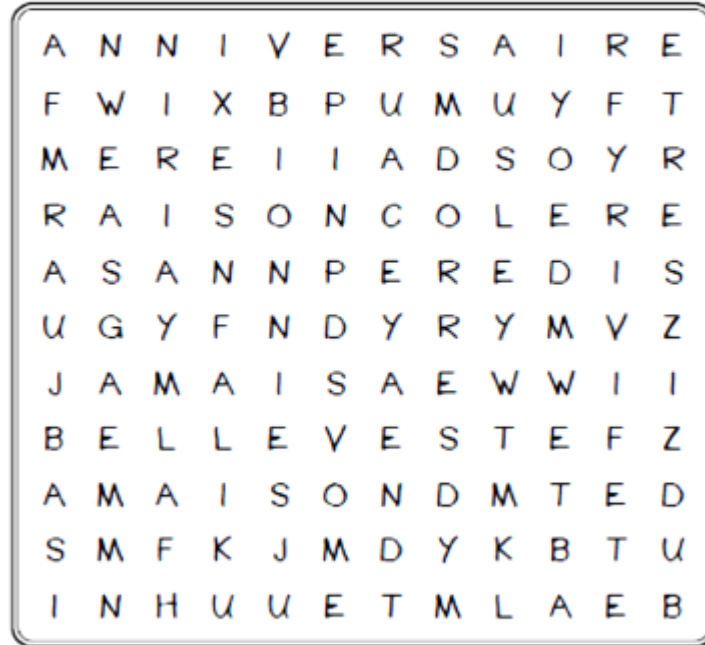 A N N I V E R S A I R E
F W I X B P U M U Y F T
M E R E I I A D S O Y R
R A I S O N C O L E R E
A S A N N P E R E D I S
U G Y F N D Y R Y M V Z
J A M A I S A E W W I I
B E L L E V E S T E F Z
A M A I S O N D M T E D
S M F K J M D Y K B T U
I N H U U E T M L A E B